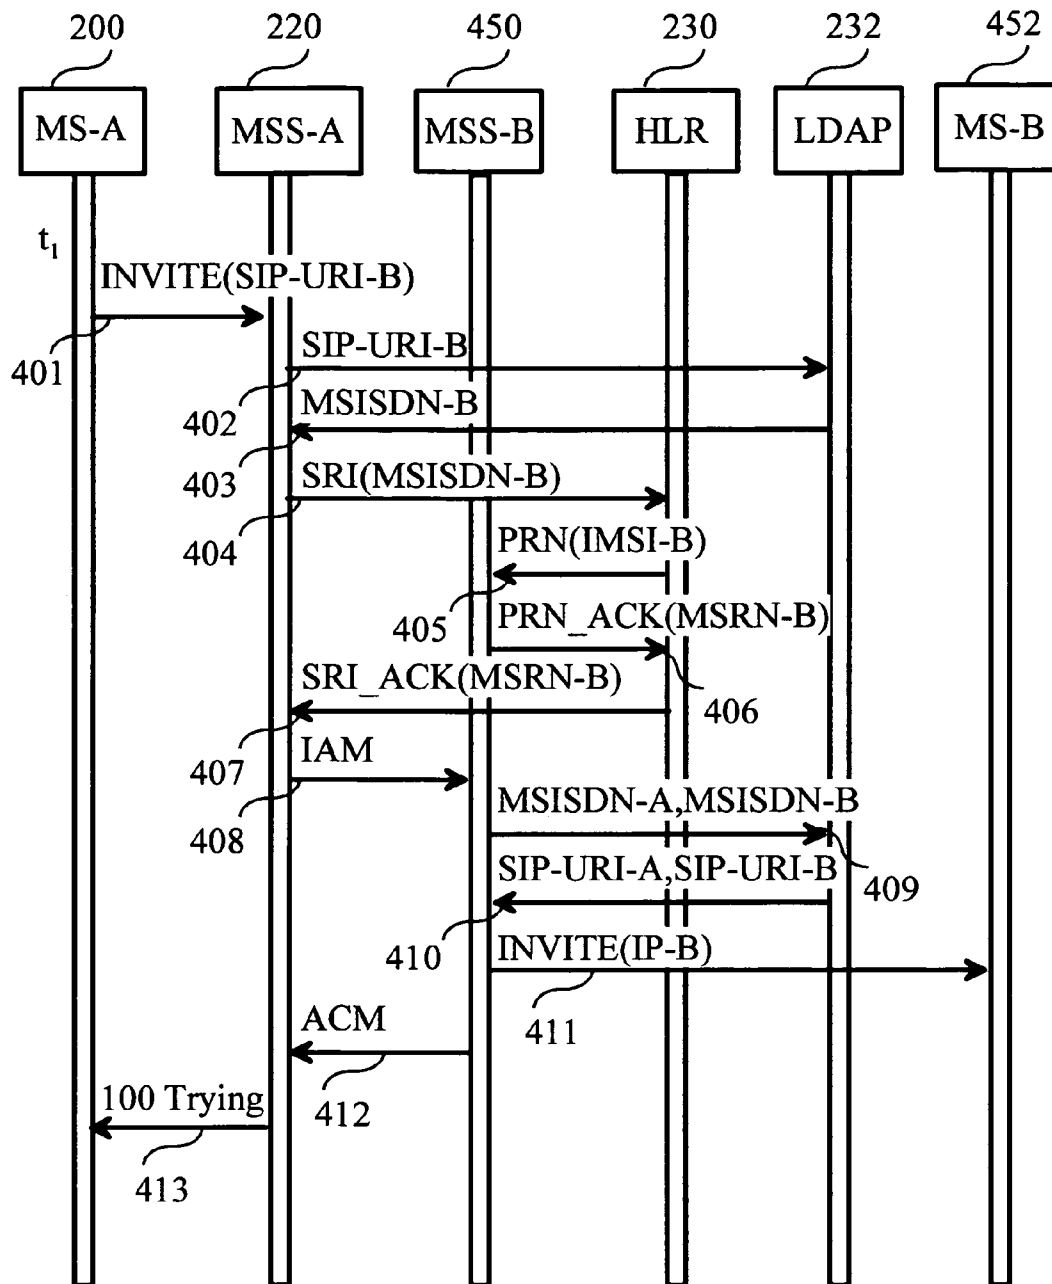 200 220 450 230 232 452
MS-A MSS-A MSS-B HLR LDAP MS-B
t1
INVITE(SIP-URI-B)
401
SIP-URI-B
402
MSISDN-B
403
SRI(MSISDN-B)
404
PRN(IMSI-B)
405
PRN_ACK(MSRN-B)
406
SRI_ACK(MSRN-B)
407
IAM
408
MSISDN-A,MSISDN-B
409
SIP-URI-A,SIP-URI-B
410
INVITE(IP-B)
411
ACM
412
100 Trying
413